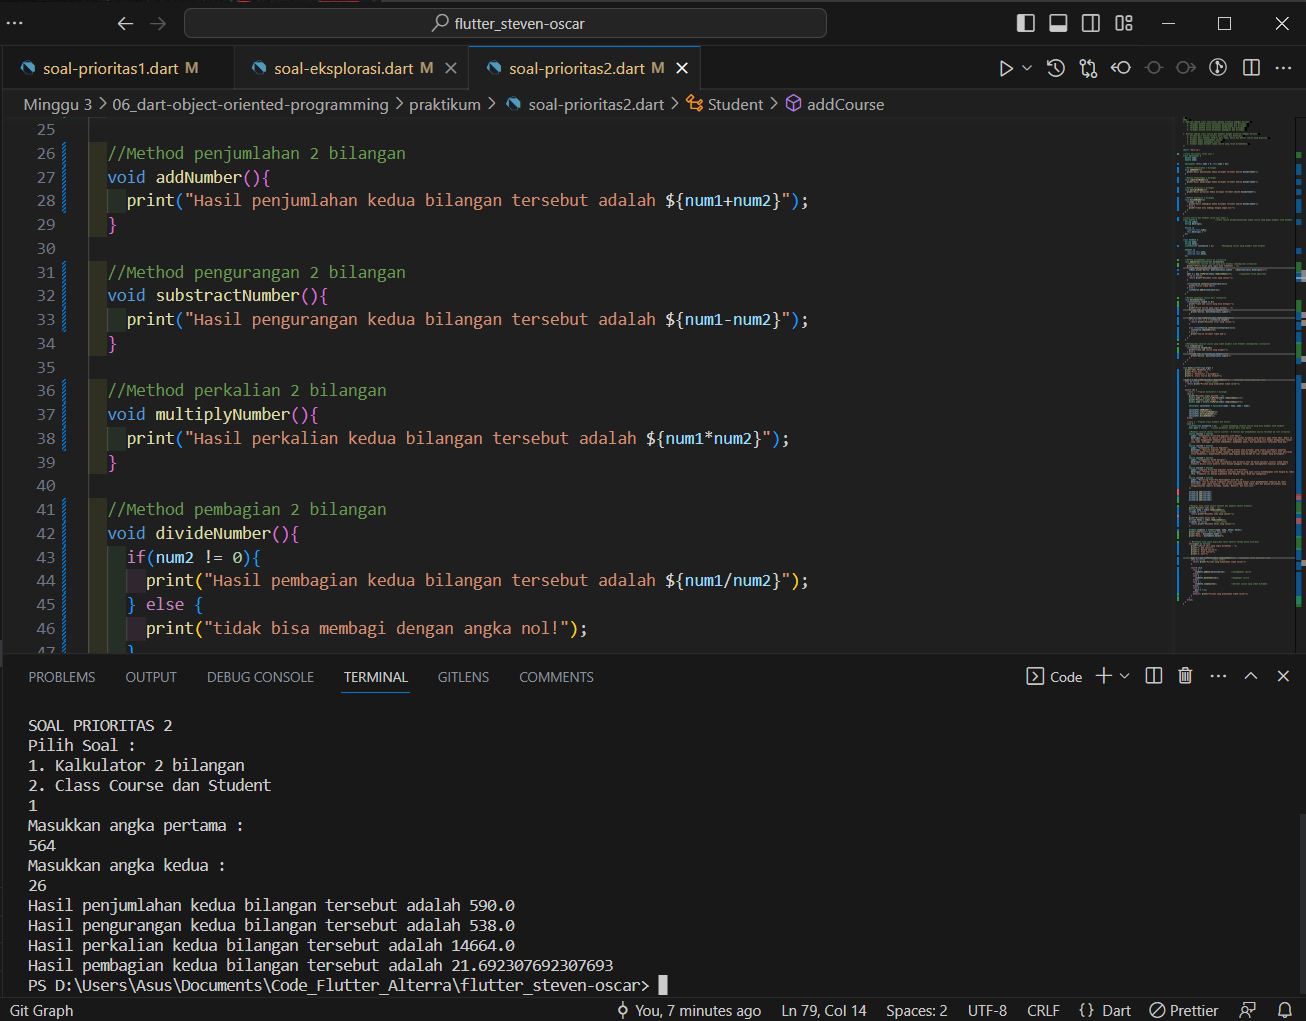 flutter_steven-oscar
soal-prioritas1.dart M
soal-eksplorasi.dart M
soal-prioritas2.dart M
Minggu 3 > 06_dart-object-oriented-programming > praktikum > soal-prioritas2.dart > Student > addCourse
25
26 //Method penjumlahan 2 bilangan
27 void addNumber(){
28 print("Hasil penjumlahan kedua bilangan tersebut adalah ${num1+num2}");
29 }
30
31 //Method pengurangan 2 bilangan
32 void substractNumber(){
33 print("Hasil pengurangan kedua bilangan tersebut adalah ${num1-num2}");
34 }
35
36 //Method perkalian 2 bilangan
37 void multiplyNumber(){
38 print("Hasil perkalian kedua bilangan tersebut adalah ${num1*num2}");
39 }
40
41 //Method pembagian 2 bilangan
42 void divideNumber(){
43 if(num2 != 0){
44 print("Hasil pembagian kedua bilangan tersebut adalah ${num1/num2}");
45 } else {
46 print("tidak bisa membagi dengan angka nol!");
47 }
PROBLEMS OUTPUT DEBUG CONSOLE TERMINAL GITLENS COMMENTS
Code
SOAL PRIORITAS 2
Pilih Soal :
1. Kalkulator 2 bilangan
2. Class Course dan Student
1
Masukkan angka pertama :
564
Masukkan angka kedua :
26
Hasil penjumlahan kedua bilangan tersebut adalah 590.0
Hasil pengurangan kedua bilangan tersebut adalah 538.0
Hasil perkalian kedua bilangan tersebut adalah 14664.0
Hasil pembagian kedua bilangan tersebut adalah 21.692307692307693
PS D:\Users\Asus\Documents\Code_Flutter_Alterra\flutter_steven-oscar>
Git Graph You, 7 minutes ago Ln 79, Col 14 Spaces: 2 UTF-8 CRLF {} Dart Prettier